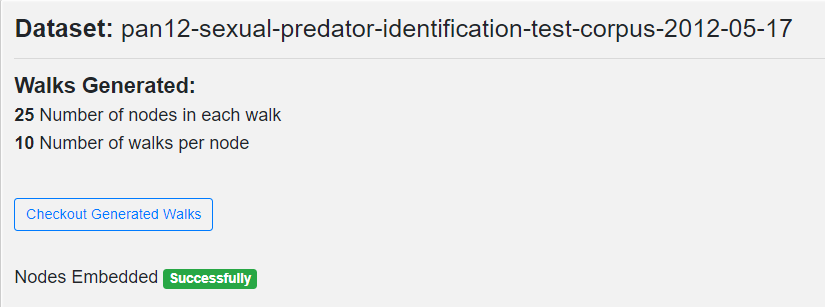 Dataset: pan12-sexual-predator-identification-test-corpus-2012-05-17
Walks Generated:
25 Number of nodes in each walk
10 Number of walks per node
Checkout Generated Walks
Nodes Embedded Successfully